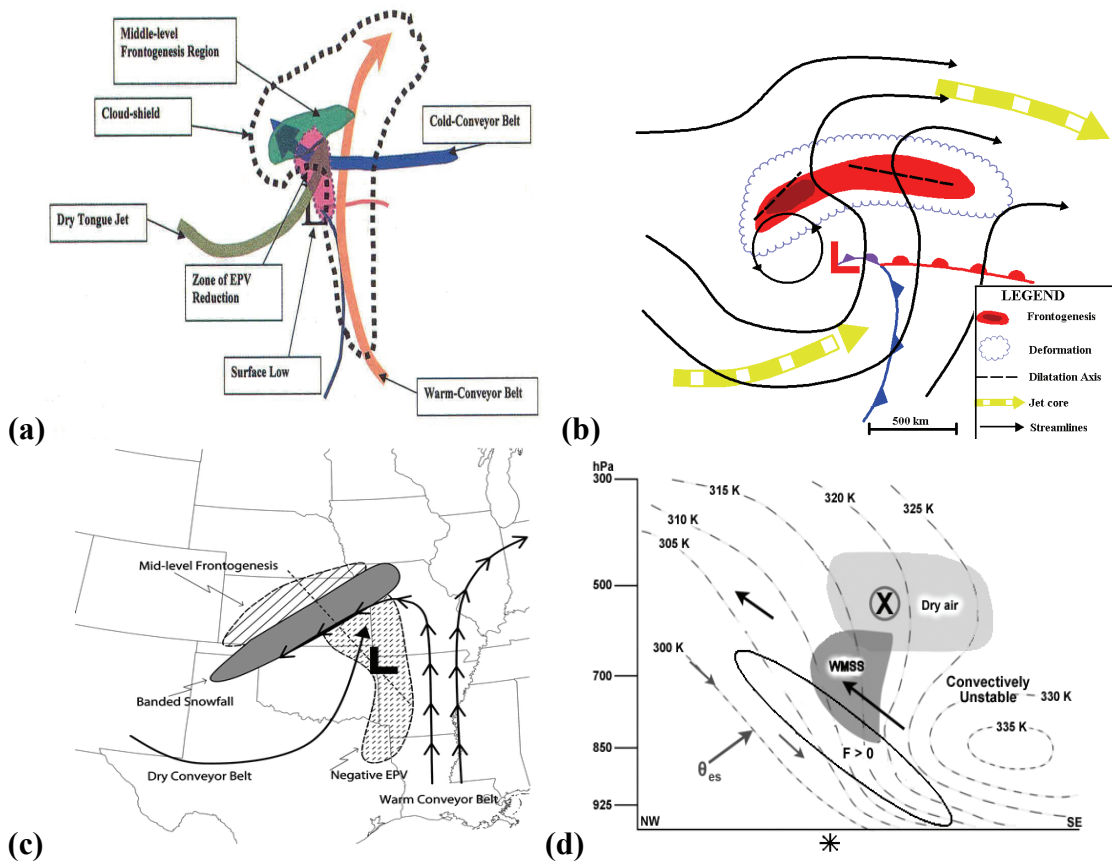 Middle-level
Frontogenesis Region
Cloud-shield
Cold-Conveyor Belt
Dry Tongue Jet
Zone of EPV
Reduction
L
Surface Low
Warm-Conveyor Belt
(a)
L
LEGEND
Frontogenesis
Deformation
Dilatation Axis
Jet core
Streamlines
500 km
(b)
Mid-level Frontogenesis
L
Banded Snowfall
Dry Conveyor Belt
Negative EPV
Warm Conveyor Belt
(c)
hPa
300
500
700
850
925
315 K
320 K
325 K
310 K
305 K
300 K
X
Dry air
WMSS
Convectively
Unstable
330 K
335 K
F > 0
θes
NW
SE
*
(d)